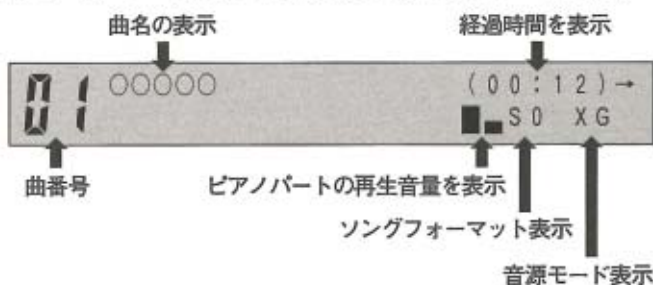 曲名の表示
経過時間を表示
01 ○○○○○ (00:12)→
S0 XG
曲番号
ピアノパートの再生音量を表示
ソングフォーマット表示
音源モード表示